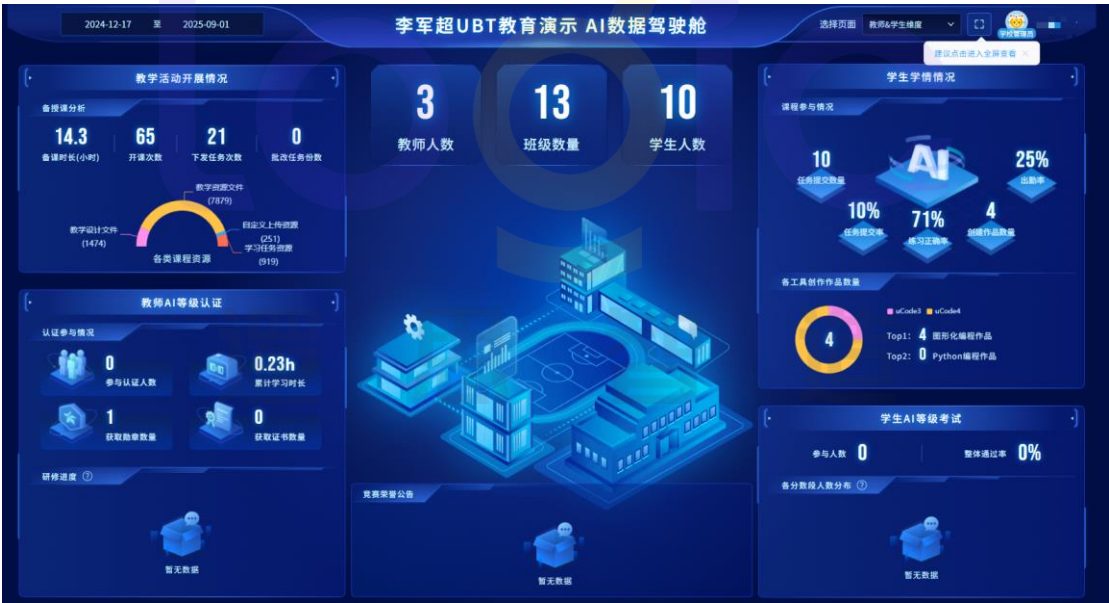 2024-12-17 至 2025-09-01
李军超UBT教育演示 AI数据驾驶舱
选择页面 教师&学生维度
学校管理员
建议点击进入全屏查看 ×
教学活动开展情况
备授课分析
14.3 65 21 0
备课时长(小时) 开课次数 下发任务次数 批改任务份数
教学资源文件
(7879)
教学设计文件
(1474)
自定义上传资源
(251)
学习任务资源
(919)
各类课程资源
教师AI等级认证
认证参与情况
0
参与认证人数
0.23h
累计学习时长
1
获取勋章数量
0
获取证书数量
研修进度 ?
暂无数据
3 13 10
教师人数 班级数量 学生人数
竞赛荣誉公告
暂无数据
学生学情情况
课程参与情况
AI
10
任务提交数量
25%
出勤率
10%
任务提交率
71%
练习正确率
4
创建作品数量
各工具创作作品数量
4
uCode3 uCode4
Top1: 4 图形化编程作品
Top2: 0 Python编程作品
学生AI等级考试
参与人数 0 整体通过率 0%
各分数段人数分布 ?
暂无数据